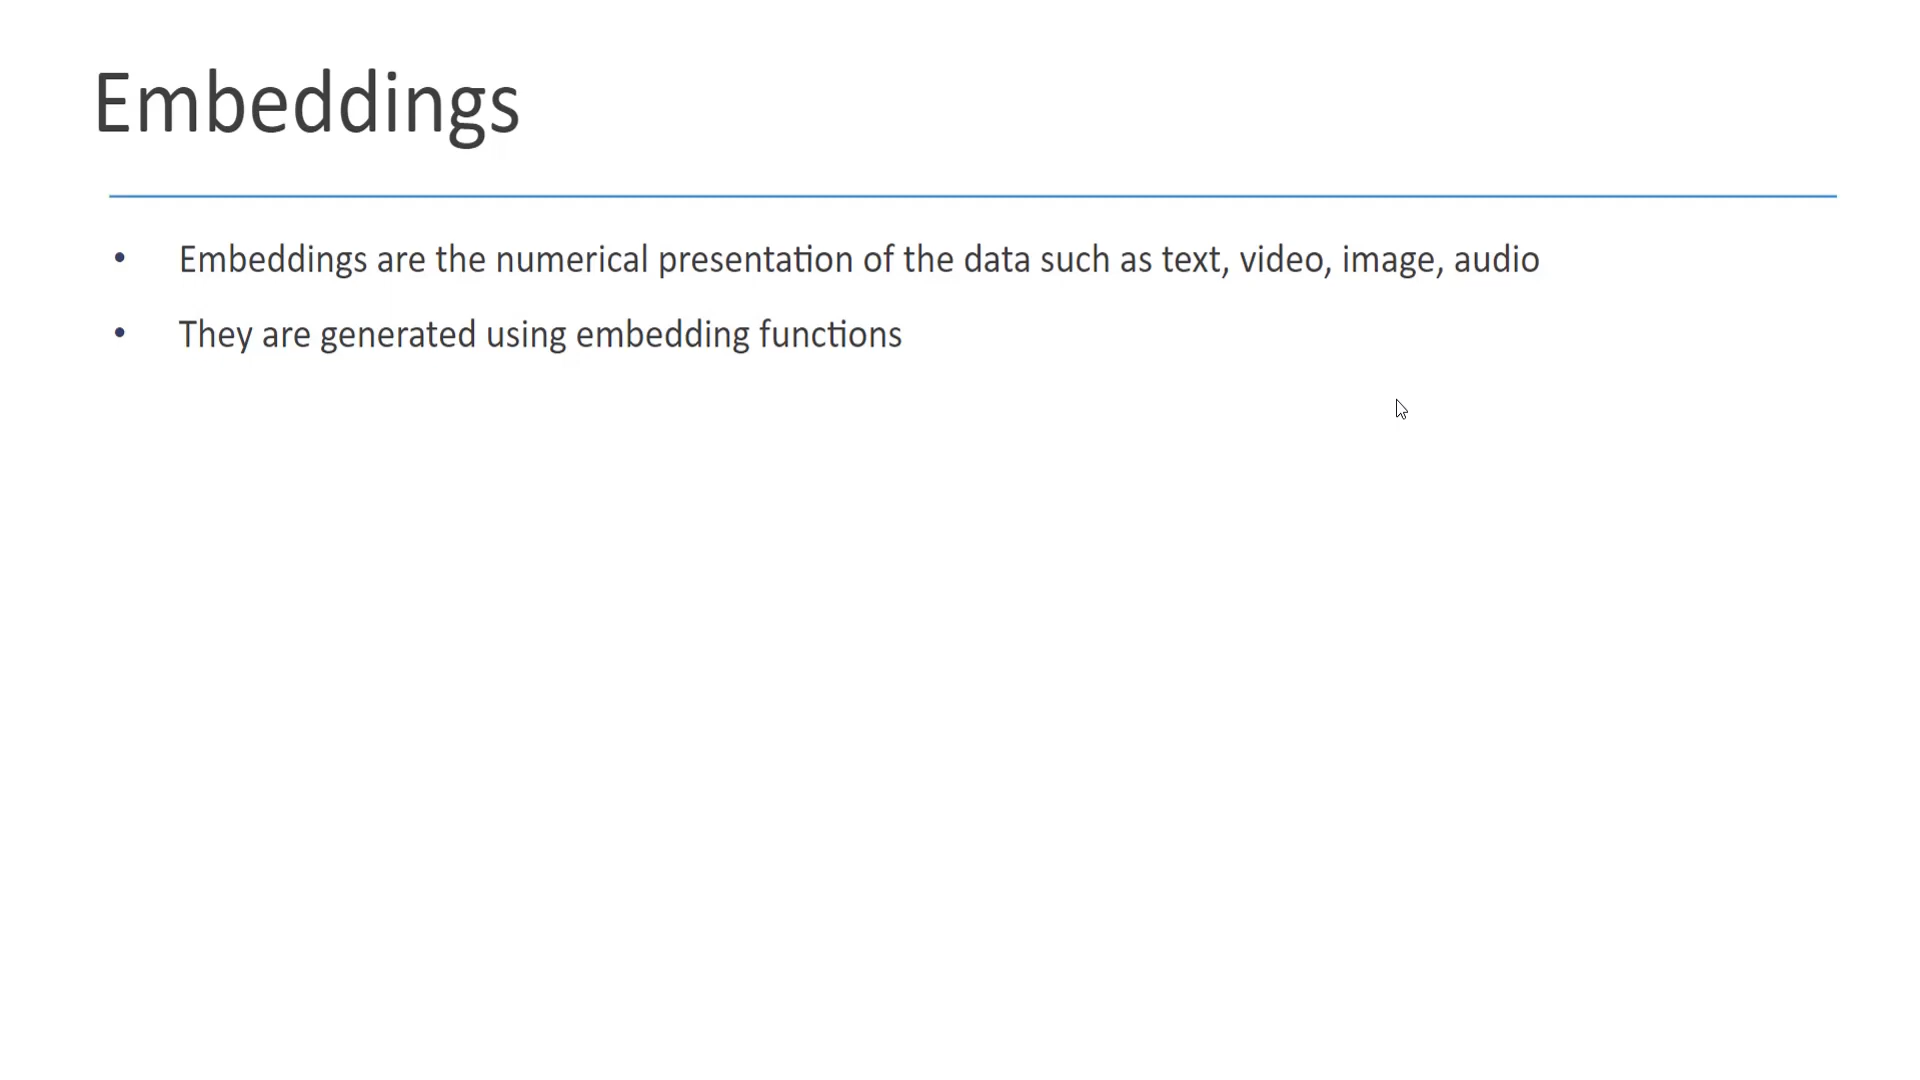 Embeddings
• Embeddings are the numerical presentation of the data such as text, video, image, audio
• They are generated using embedding functions